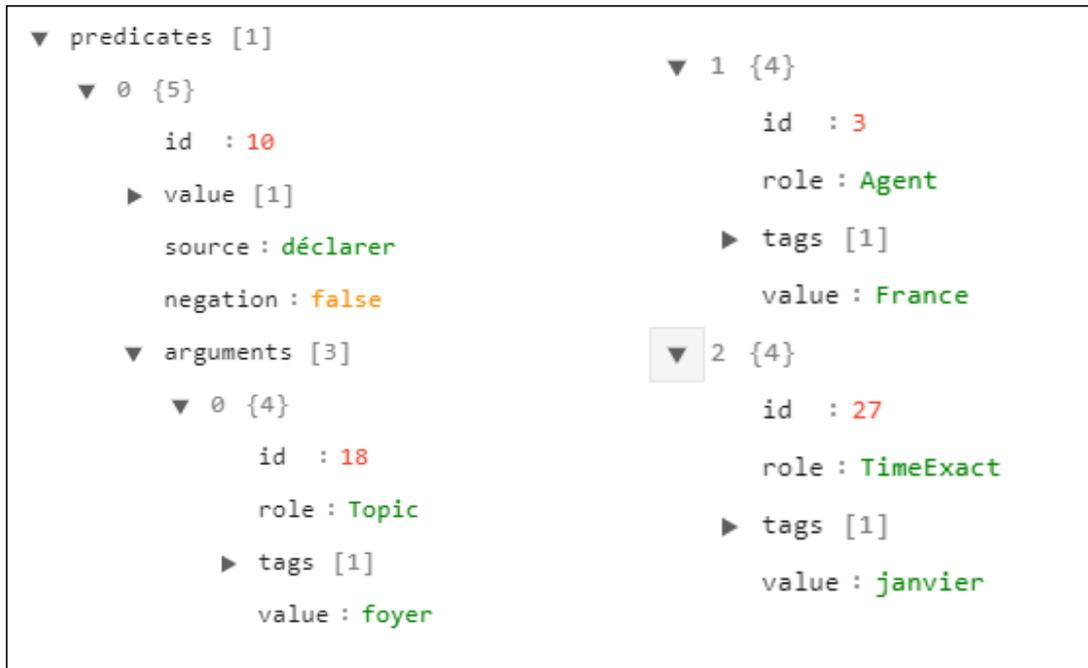 ▼ predicates [1]
▼ 0 {5}
id : 10
▶ value [1]
source : déclarer
negation : false
▼ arguments [3]
▼ 0 {4}
id : 18
role : Topic
▶ tags [1]
value : foyer
▼ 1 {4}
id : 3
role : Agent
▶ tags [1]
value : France
▼ 2 {4}
id : 27
role : TimeExact
▶ tags [1]
value : janvier